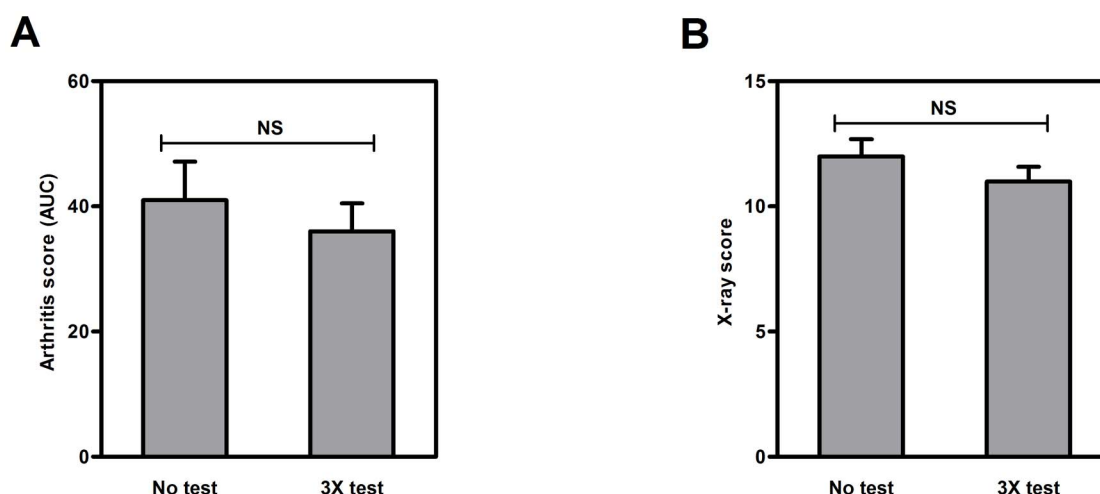 A
B
60
40
20
0
Arthritis score (AUC)
NS
No test
3X test
15
10
5
0
X-ray score
NS
No test
3X test